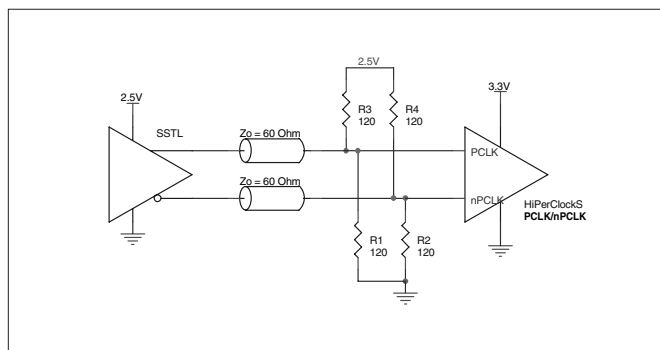 2.5V
3.3V
2.5V
R3
120
R4
120
SSTL
Zo = 60 Ohm
PCLK
Zo = 60 Ohm
nPCLK
HiPerClockS
PCLK/nPCLK
R1
120
R2
120